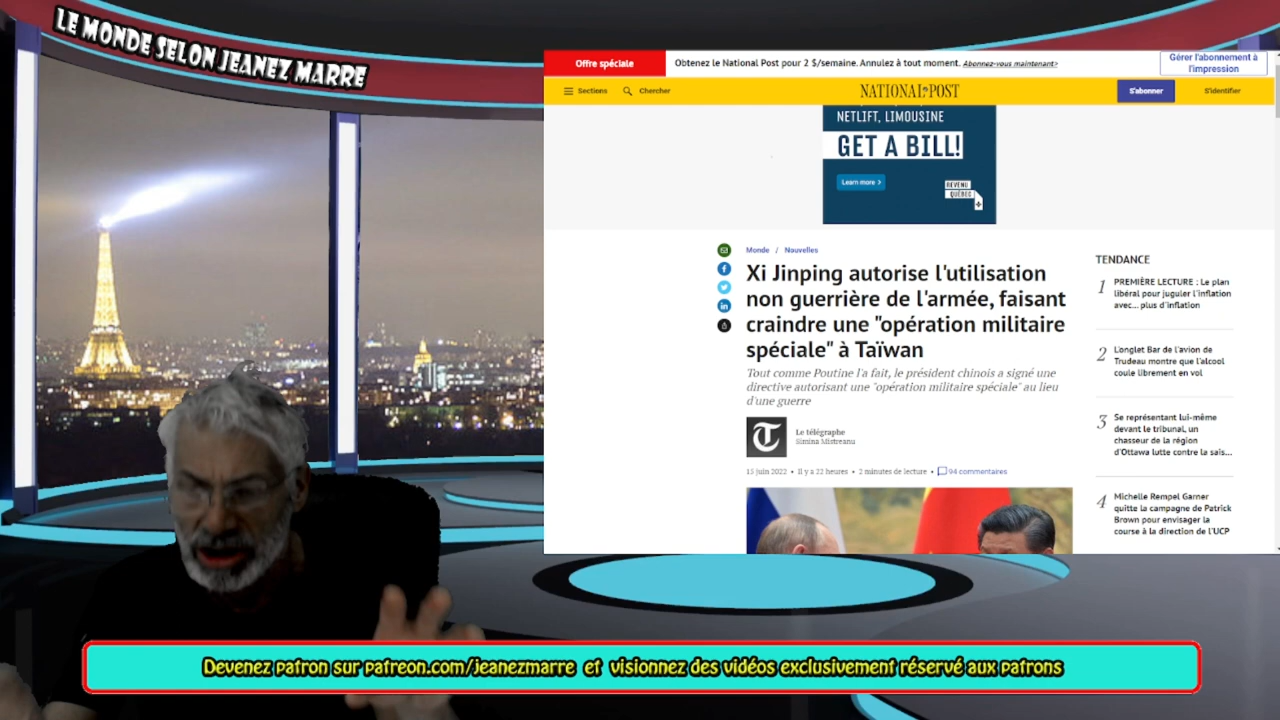 LE MONDE SELON JEANEZ MARRE
Offre spéciale
Obtenez le National Post pour 2 $/semaine. Annulez à tout moment. Abonnez-vous maintenant>
Gérer l'abonnement à
l'impression
Sections
Chercher
NATIONAL POST
S'abonner
S'identifier
NETLIFT, LIMOUSINE
GET A BILL!
Learn more >
REVENU
QUÉBEC
Monde / Nouvelles
Xi Jinping autorise l'utilisation
non guerrière de l'armée, faisant
craindre une "opération militaire
spéciale" à Taïwan
Tout comme Poutine l'a fait, le président chinois a signé une
directive autorisant une "opération militaire spéciale" au lieu
d'une guerre
T
Le télégraphe
Simina Mistreanu
15 juin 2022 • Il y a 22 heures • 2 minutes de lecture • 94 commentaires
TENDANCE
1 PREMIÈRE LECTURE : Le plan
libéral pour juguler l'inflation
avec... plus d'inflation
2 L'onglet Bar de l'avion de
Trudeau montre que l'alcool
coule librement en vol
3 Se représentant lui-même
devant le tribunal, un
chasseur de la région
d'Ottawa lutte contre la sais...
4 Michelle Rempel Garner
quitte la campagne de Patrick
Brown pour envisager la
course à la direction de l'UCP
Devenez patron sur patreon.com/jeanezmarre et visionnez des vidéos exclusivement réservé aux patrons